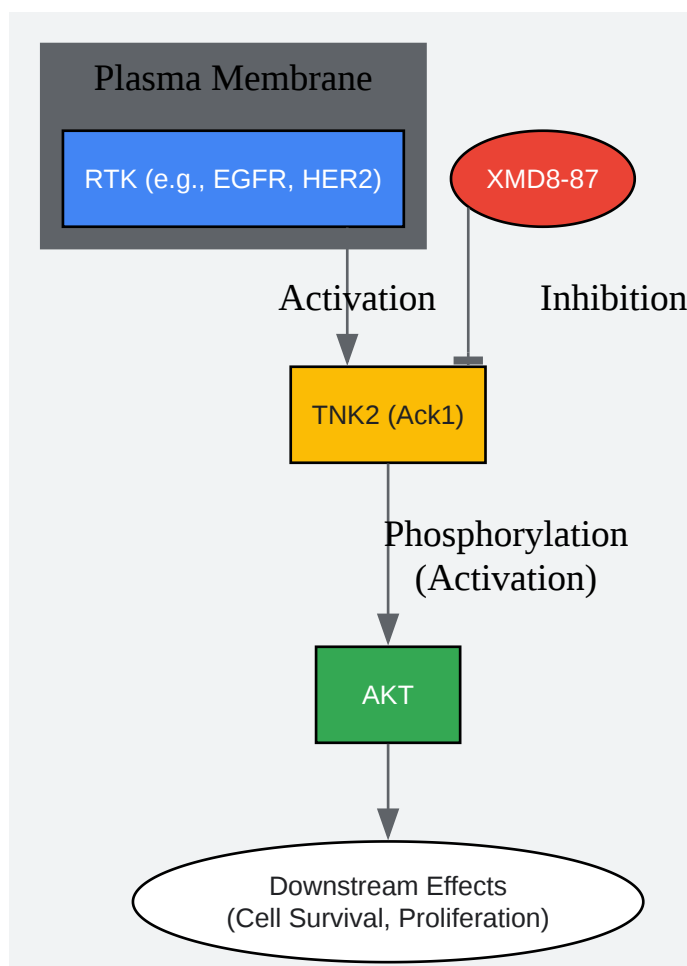 Plasma Membrane
RTK (e.g., EGFR, HER2)
XMD8-87
Activation
Inhibition
TNK2 (Ack1)
Phosphorylation
(Activation)
AKT
Downstream Effects
(Cell Survival, Proliferation)